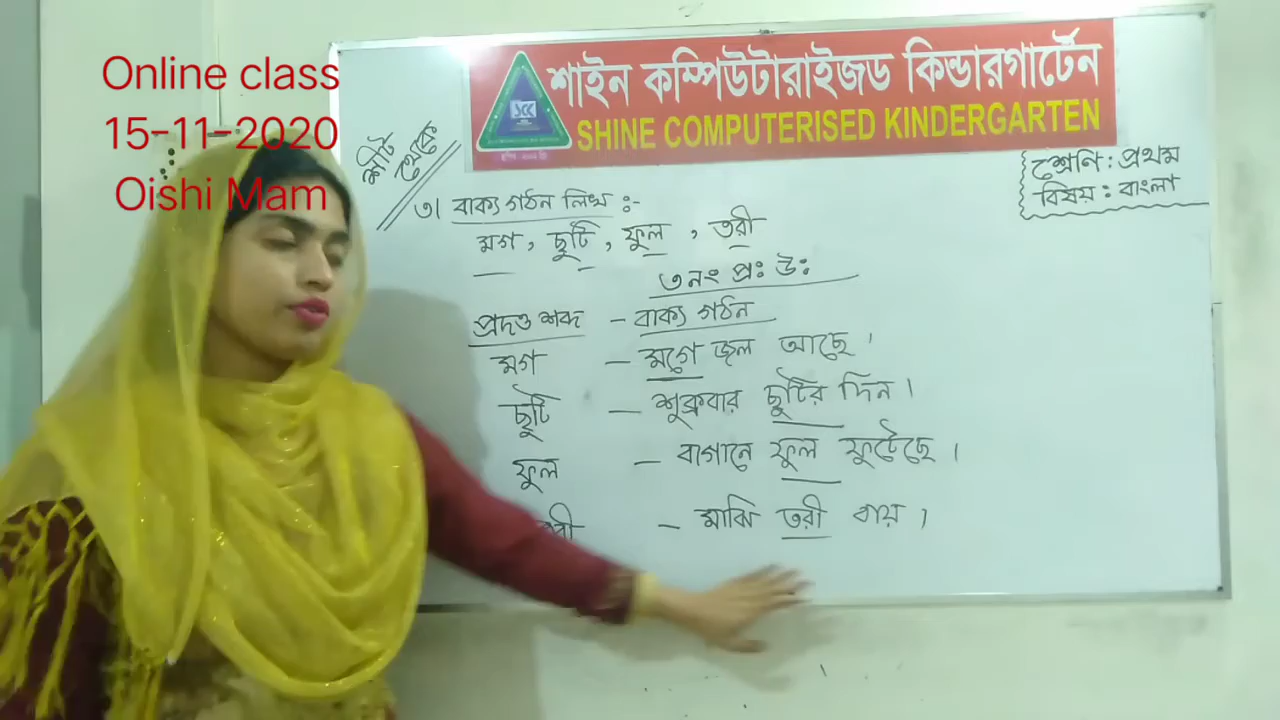 Online class
15-11-2020
Oishi Mam
শাইন কম্পিউটারাইজড কিন্ডারগার্টেন
SHINE COMPUTERISED KINDERGARTEN
শীট থেকে
শ্রেণি : প্রথম
বিষয় : বাংলা
৩। বাক্য গঠন লিখ :-
মগ , ছুটি , ফুল , তরী
৩নং প্রঃ উঃ
প্রদত্ত শব্দ - বাক্য গঠন
মগ - মগে জল আছে ।
ছুটি - শুক্রবার ছুটির দিন ।
ফুল - বাগানে ফুল ফুটেছে ।
- মাঝি তরী বায় ।